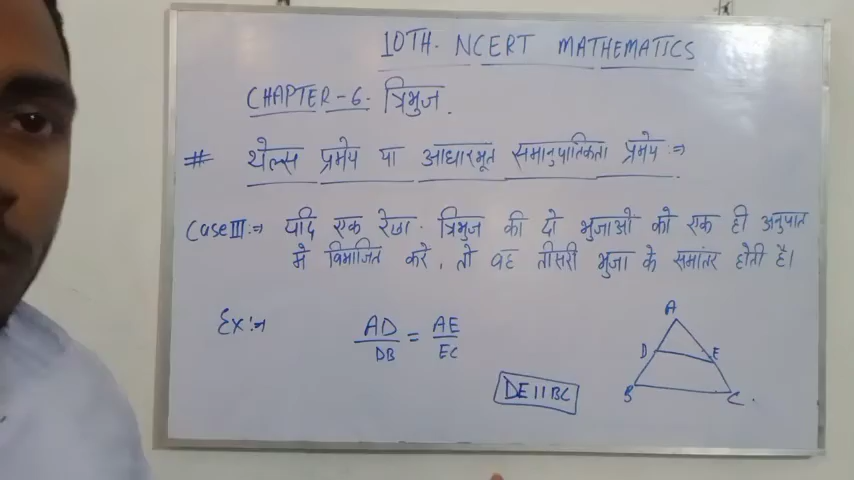 10TH. NCERT MATHEMATICS
CHAPTER-6. त्रिभुज.
# थेल्स प्रमेय या आधारभूत समानुपातिकता प्रमेय :⇒
Case III :⇒ यदि एक रेखा. त्रिभुज की दो भुजाओं को एक ही अनुपात
में विभाजित करे, तो वह तीसरी भुजा के समांतर होती है।
Ex:⇒ AD/DB = AE/EC
DE || BC
A
D E
B C.